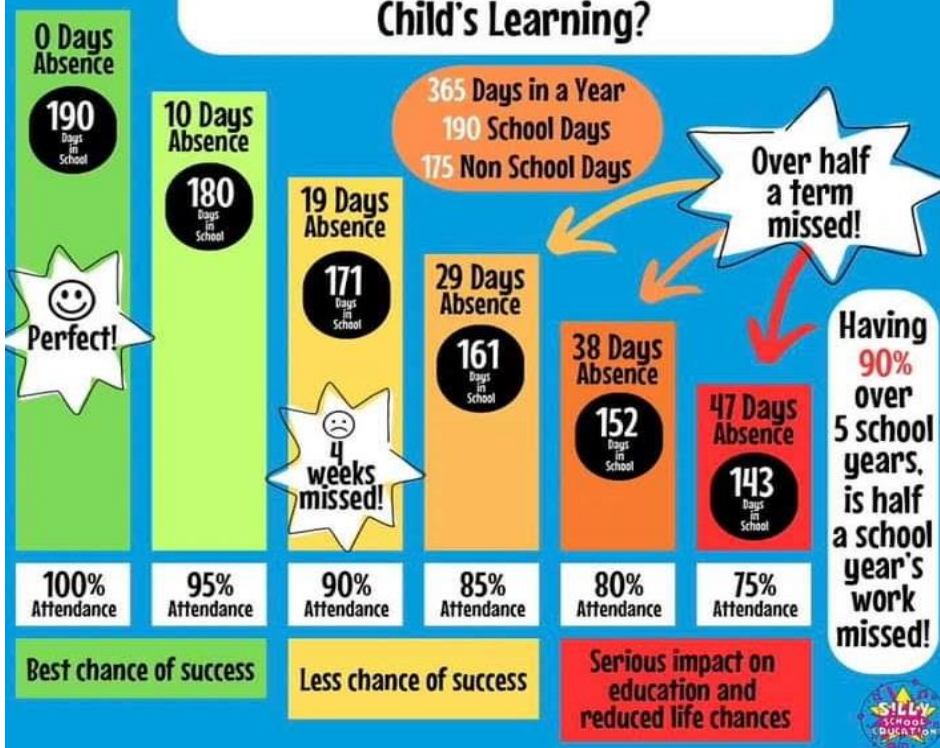 Child's Learning?
0 Days
Absence
190
Days
in
School
Perfect!
10 Days
Absence
180
Days
in
School
19 Days
Absence
171
Days
in
School
4
weeks
missed!
365 Days in a Year
190 School Days
175 Non School Days
Over half
a term
missed!
29 Days
Absence
161
Days
in
School
38 Days
Absence
152
Days
in
School
47 Days
Absence
143
Days
in
School
Having
90%
over
5 school
years,
is half
a school
year's
work
missed!
100%
Attendance
95%
Attendance
90%
Attendance
85%
Attendance
80%
Attendance
75%
Attendance
Best chance of success
Less chance of success
Serious impact on
education and
reduced life chances
SILLY
SCHOOL
EDUCATION